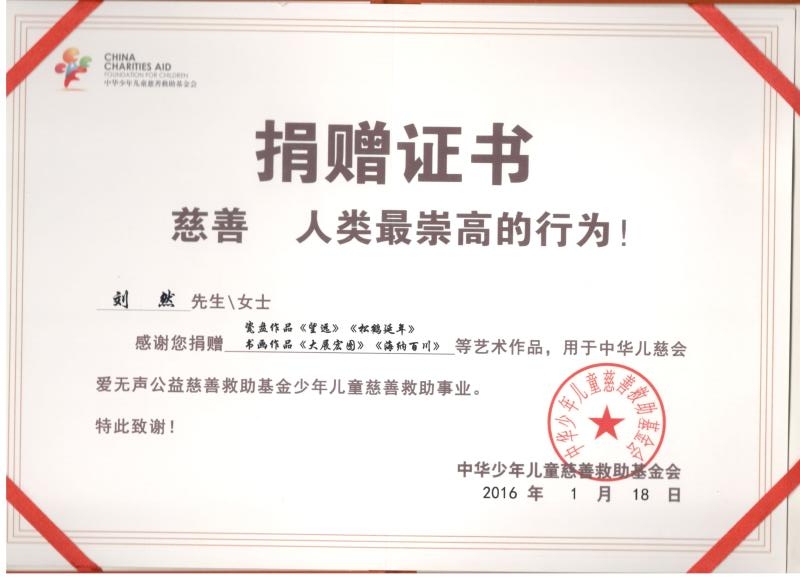 CHINA
CHARITIES AID
FOUNDATION FOR CHILDREN
中华少年儿童慈善救助基金会
捐赠证书
慈善 人类最崇高的行为!
刘 然 先生\女士
瓷盘作品《望远》《松鹤延年》
感谢您捐赠 书画作品《大展宏图》《海纳百川》 等艺术作品，用于中华儿慈会
爱无声公益慈善救助基金少年儿童慈善救助事业。
特此致谢！
中华少年儿童慈善救助基金会
中华少年儿童慈善救助基金会
2016 年 1 月 18 日